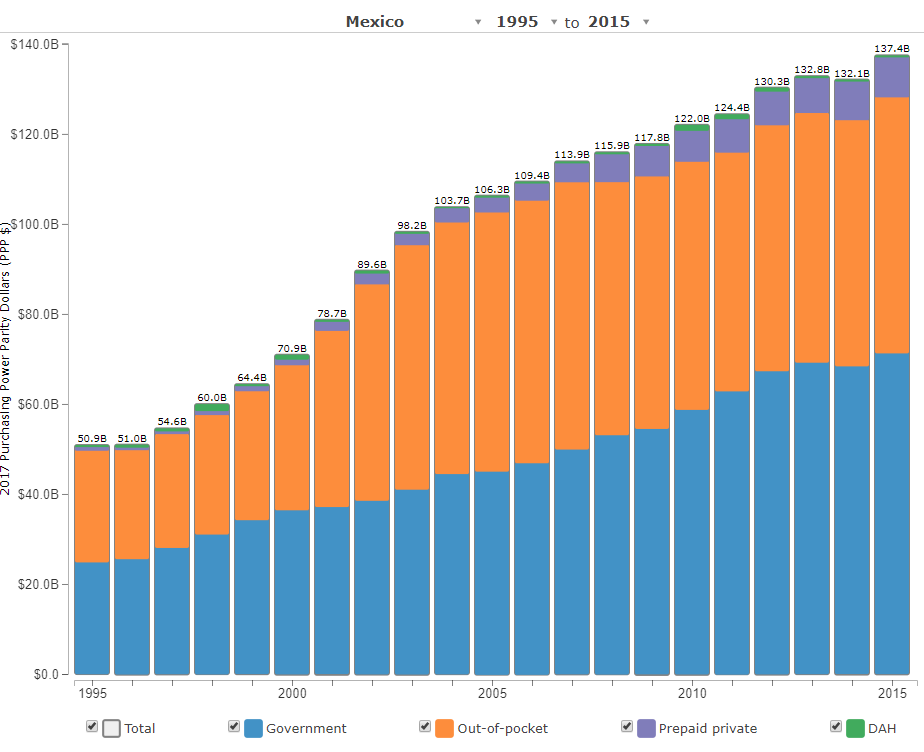 Mexico 1995 to 2015
$140.0B
$120.0B
$100.0B
$80.0B
$60.0B
$40.0B
$20.0B
$0.0
2017 Purchasing Power Parity Dollars (PPP $)
50.9B
51.0B
54.6B
60.0B
64.4B
70.9B
78.7B
89.6B
98.2B
103.7B
106.3B
109.4B
113.9B
115.9B
117.8B
122.0B
124.4B
130.3B
132.8B
132.1B
137.4B
1995 2000 2005 2010 2015
Total Government Out-of-pocket Prepaid private DAH